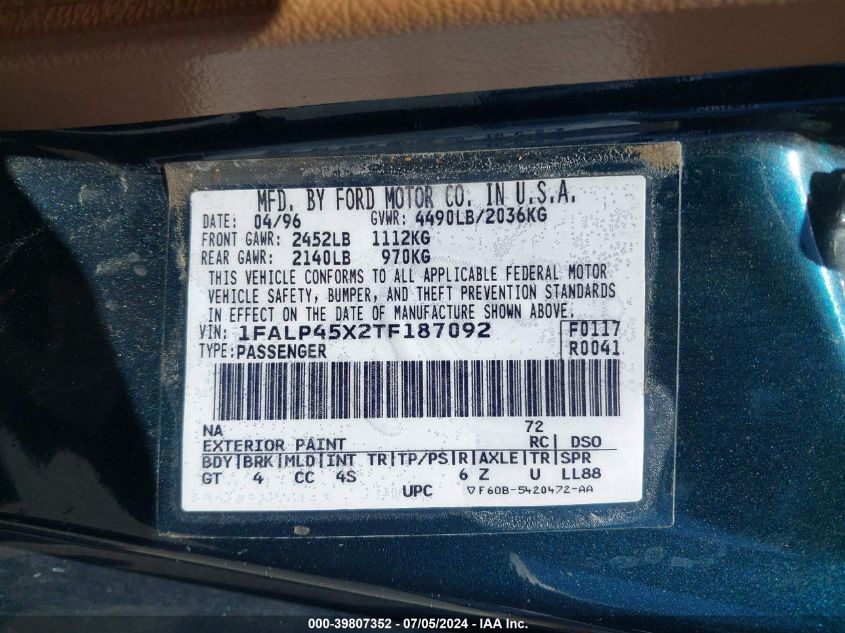 MFD. BY FORD MOTOR CO. IN U.S.A.
DATE: 04/96 GVWR: 4490LB/2036KG
FRONT GAWR: 2452LB 1112KG
REAR GAWR: 2140LB 970KG
THIS VEHICLE CONFORMS TO ALL APPLICABLE FEDERAL MOTOR
VEHICLE SAFETY, BUMPER, AND THEFT PREVENTION STANDARDS
IN EFFECT ON THE DATE OF MANUFACTURE SHOWN ABOVE.
VIN: 1FALP45X2TF187092 F0117
TYPE: PASSENGER R0041
NA 72
EXTERIOR PAINT RC DSO
BDY BRK MLD INT TR TP/PS R AXLE TR SPR
GT 4 CC 4S 6 Z U LL88
UPC ▽F60B-5420472-AA
000-39807352 - 07/05/2024 - IAA Inc.